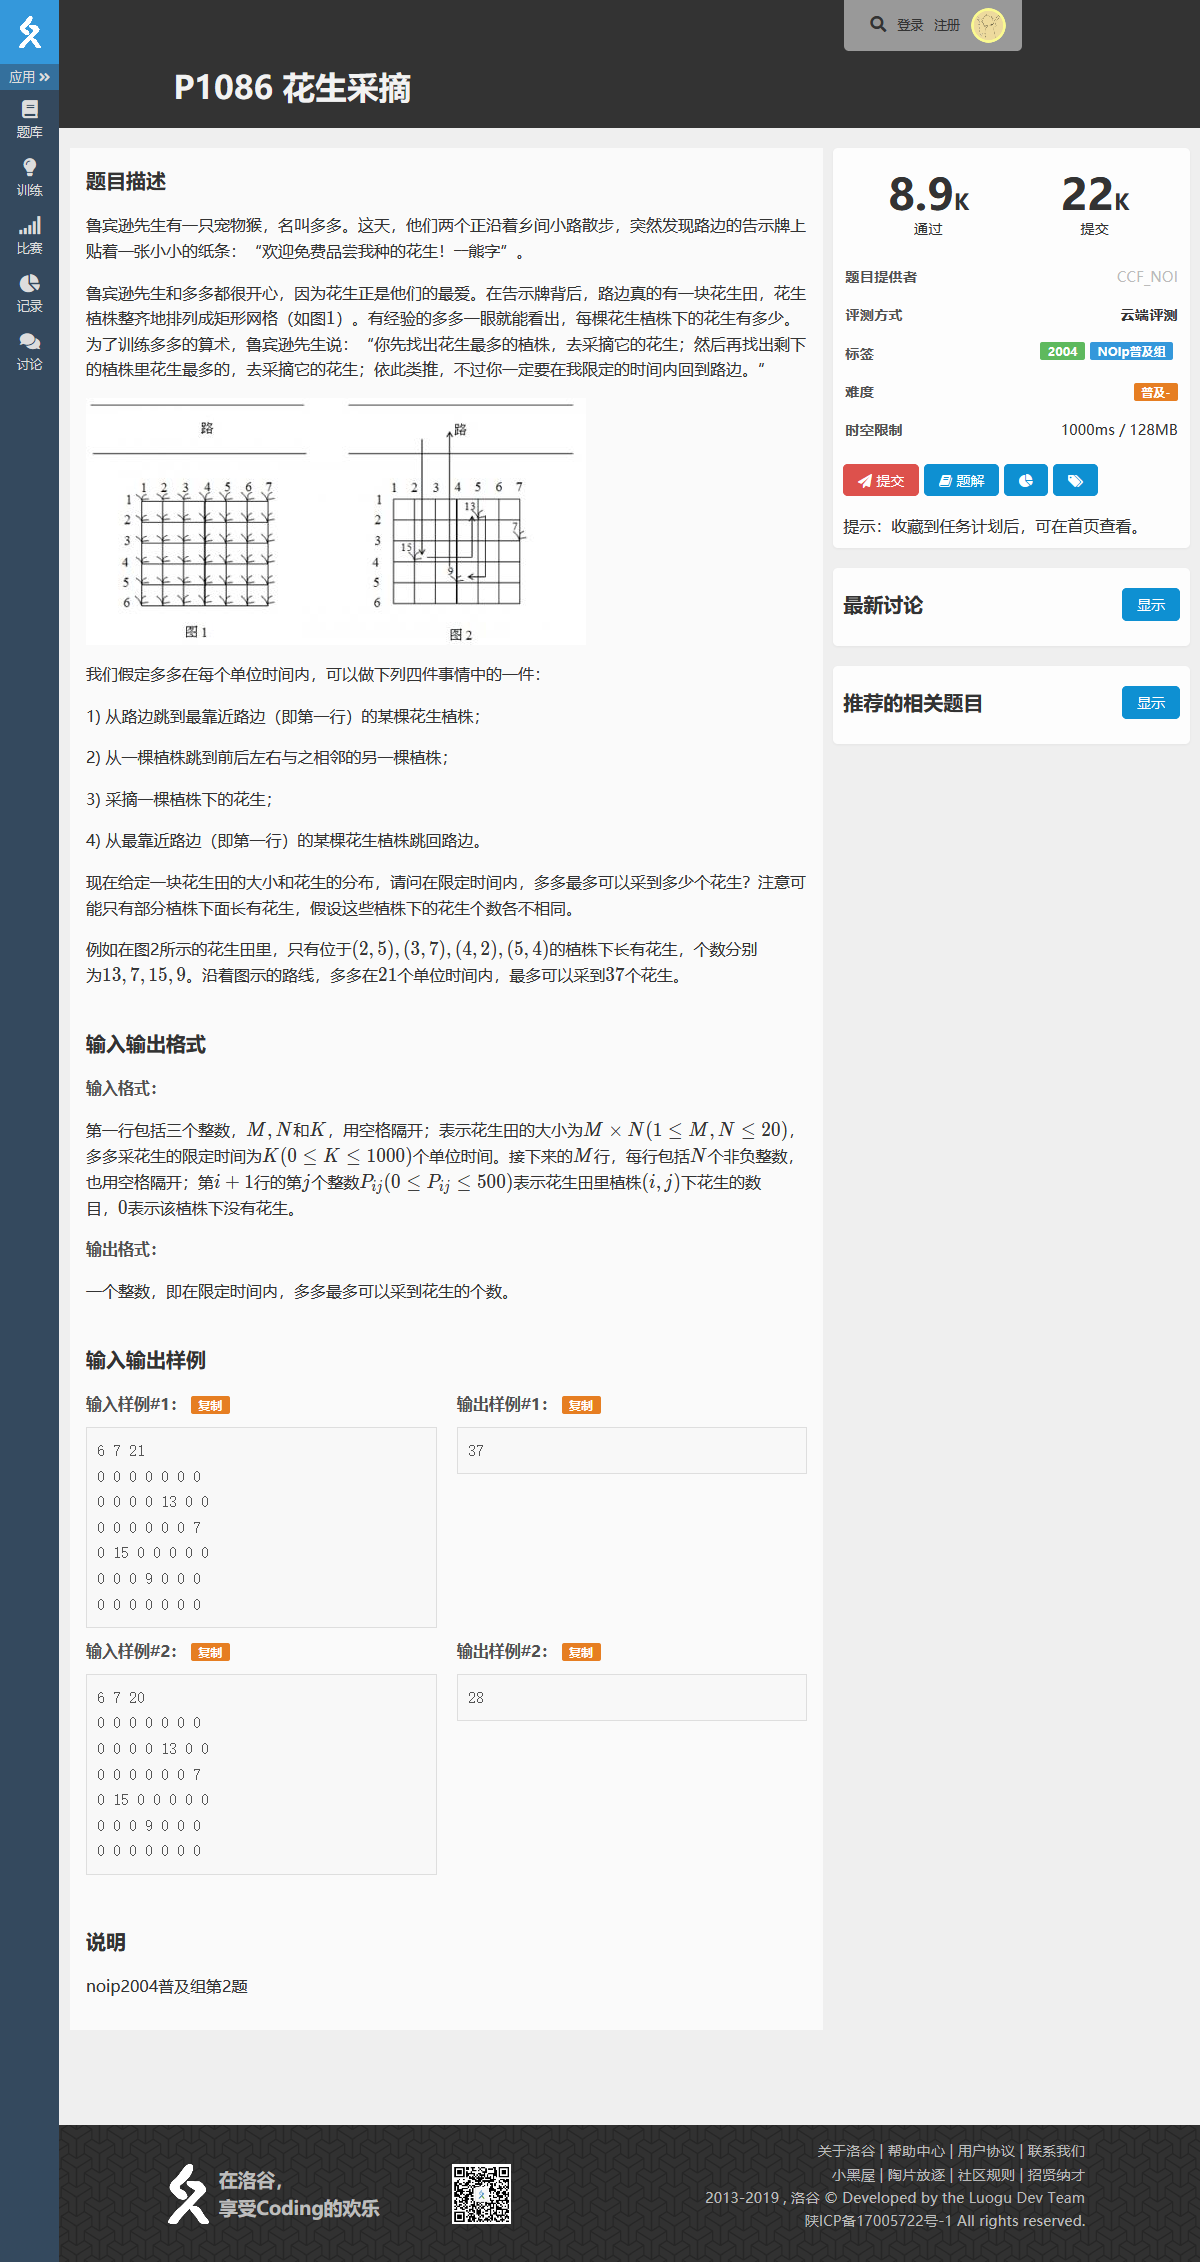 登录 注册
应用
题库
训练
比赛
记录
讨论
P1086 花生采摘
题目描述
鲁宾逊先生有一只宠物猴，名叫多多。这天，他们两个正沿着乡间小路散步，突然发现路边的告示牌上
贴着一张小小的纸条：“欢迎免费品尝我种的花生！—熊字”。
鲁宾逊先生和多多都很开心，因为花生正是他们的最爱。在告示牌背后，路边真的有一块花生田，花生
植株整齐地排列成矩形网格（如图1）。有经验的多多一眼就能看出，每棵花生植株下的花生有多少。
为了训练多多的算术，鲁宾逊先生说：“你先找出花生最多的植株，去采摘它的花生；然后再找出剩下
的植株里花生最多的，去采摘它的花生；依此类推，不过你一定要在我限定的时间内回到路边。”
路
1 2 3 4 5 6 7
1
2
3
4
5
6
图 1
路
1 2 3 4 5 6 7
1
2
3
4
5
6
13
7
15
9
图 2
我们假定多多在每个单位时间内，可以做下列四件事情中的一件：
1) 从路边跳到最靠近路边（即第一行）的某棵花生植株；
2) 从一棵植株跳到前后左右与之相邻的另一棵植株；
3) 采摘一棵植株下的花生；
4) 从最靠近路边（即第一行）的某棵花生植株跳回路边。
现在给定一块花生田的大小和花生的分布，请问在限定时间内，多多最多可以采到多少个花生？注意可
能只有部分植株下面长有花生，假设这些植株下的花生个数各不相同。
例如在图2所示的花生田里，只有位于(2, 5), (3, 7), (4, 2), (5, 4)的植株下长有花生，个数分别
为13, 7, 15, 9。沿着图示的路线，多多在21个单位时间内，最多可以采到37个花生。
输入输出格式
输入格式：
第一行包括三个整数，M, N和K，用空格隔开；表示花生田的大小为M × N(1 ≤ M, N ≤ 20)，
多多采花生的限定时间为K(0 ≤ K ≤ 1000)个单位时间。接下来的M行，每行包括N个非负整数，
也用空格隔开；第i + 1行的第j个整数P_{ij}(0 ≤ P_{ij} ≤ 500)表示花生田里植株(i, j)下花生的数
目，0表示该植株下没有花生。
输出格式：
一个整数，即在限定时间内，多多最多可以采到花生的个数。
输入输出样例
输入样例#1： 复制
6 7 21
0 0 0 0 0 0 0
0 0 0 0 13 0 0
0 0 0 0 0 0 7
0 15 0 0 0 0 0
0 0 0 9 0 0 0
0 0 0 0 0 0 0
输出样例#1： 复制
37
输入样例#2： 复制
6 7 20
0 0 0 0 0 0 0
0 0 0 0 13 0 0
0 0 0 0 0 0 7
0 15 0 0 0 0 0
0 0 0 9 0 0 0
0 0 0 0 0 0 0
输出样例#2： 复制
28
说明
noip2004普及组第2题
8.9K 22K
通过 提交
题目提供者 CCF_NOI
评测方式 云端评测
标签 2004 NOIp普及组
难度 普及-
时空限制 1000ms / 128MB
提交 题解
提示：收藏到任务计划后，可在首页查看。
最新讨论 显示
推荐的相关题目 显示
在洛谷，
享受Coding的欢乐
关于洛谷 | 帮助中心 | 用户协议 | 联系我们
小黑屋 | 陶片放逐 | 社区规则 | 招贤纳才
2013-2019 , 洛谷 © Developed by the Luogu Dev Team
陕ICP备17005722号-1 All rights reserved.